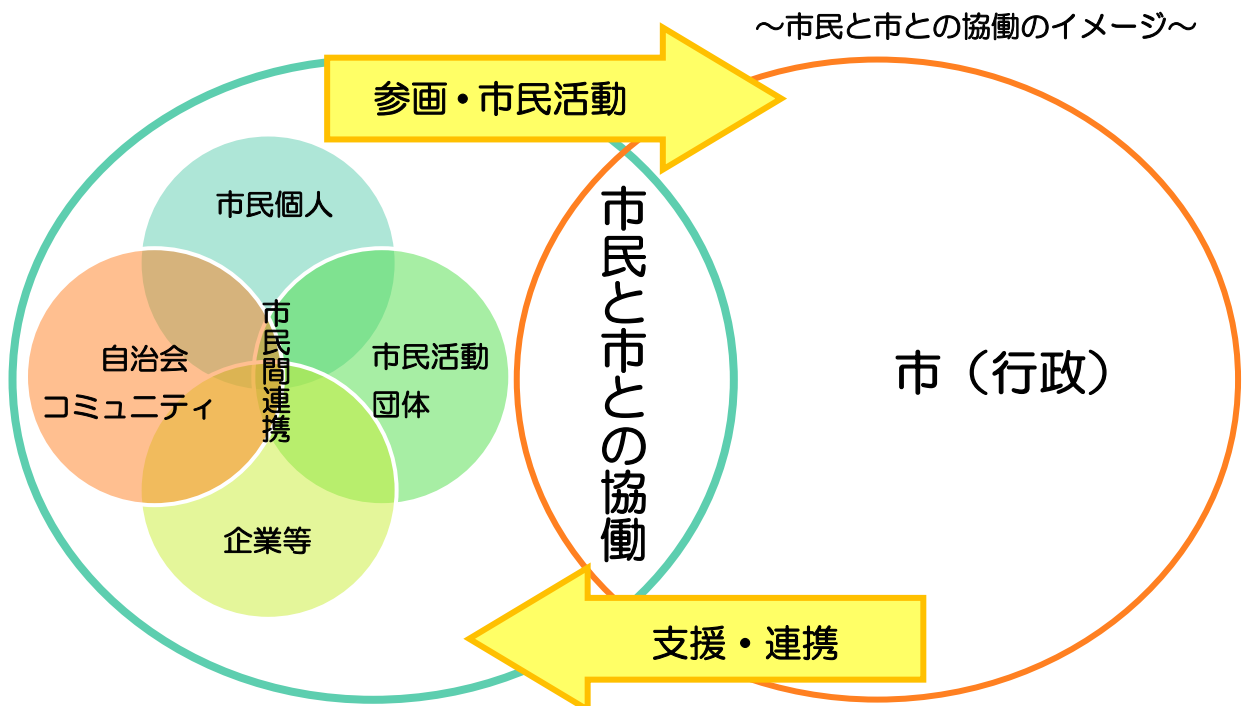 ～市民と市との協働のイメージ～
参画・市民活動
市民個人
自治会
コミュニティ
市民間連携
市民活動
団体
企業等
市民と市との協働
市（行政）
支援・連携